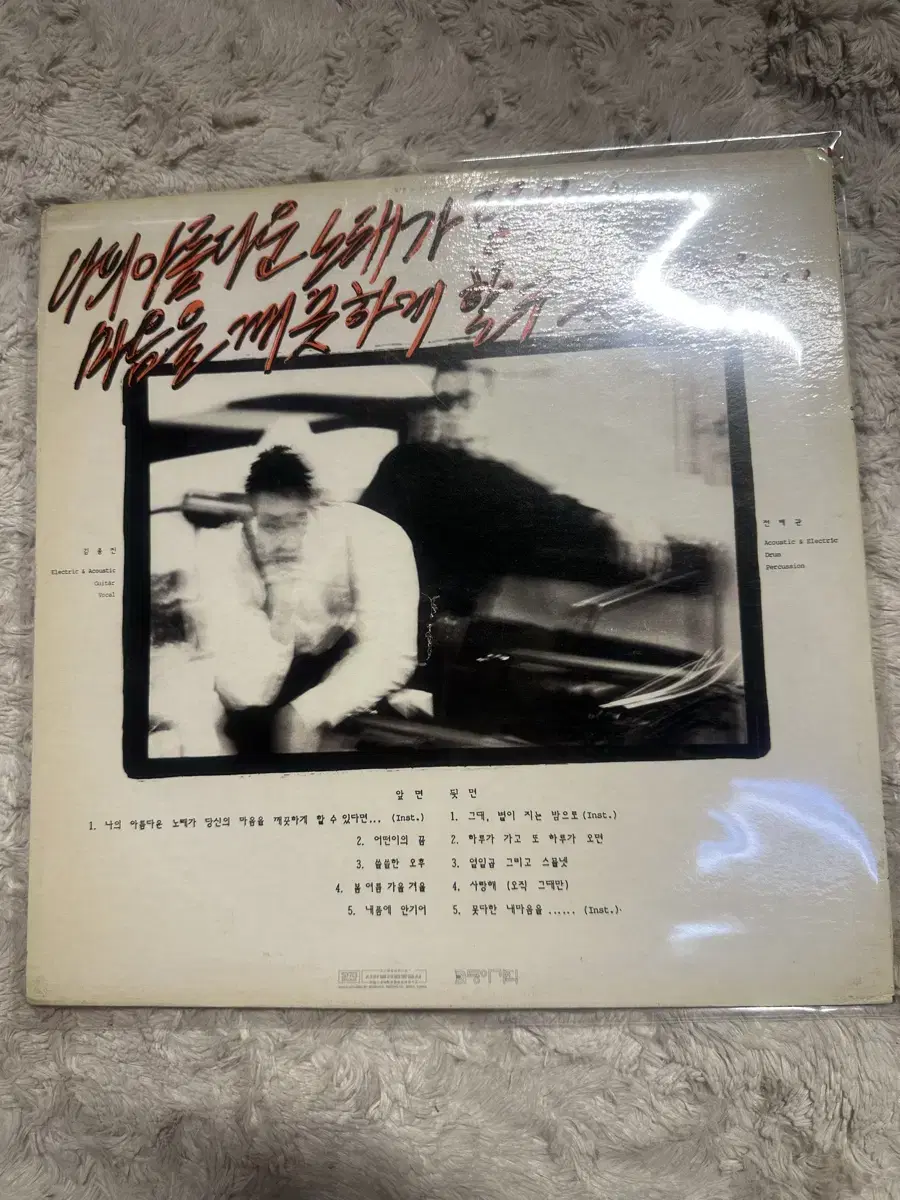 나의 아름다운 노래가
마음을 깨끗하게 할 수
김용진
Electric & Acoustic
Guitar
Vocal
전태관
Acoustic & Electric
Drum
Percussion
앞면
1. 나의 아름다운 노래가 당신의 마음을 깨끗하게 할 수 있다면... (Inst.)
2. 어떤이의 꿈
3. 쓸쓸한 오후
4. 봄 여름 가을 겨울
5. 내품에 안기어
뒷면
1. 그대, 별이 지는 밤으로 (Inst.)
2. 하루가 가고 또 하루가 오면
3. 열일곱 그리고 스물넷
4. 사랑해 (오직 그대만)
5. 못다한 내마음을 ...... (Inst.)